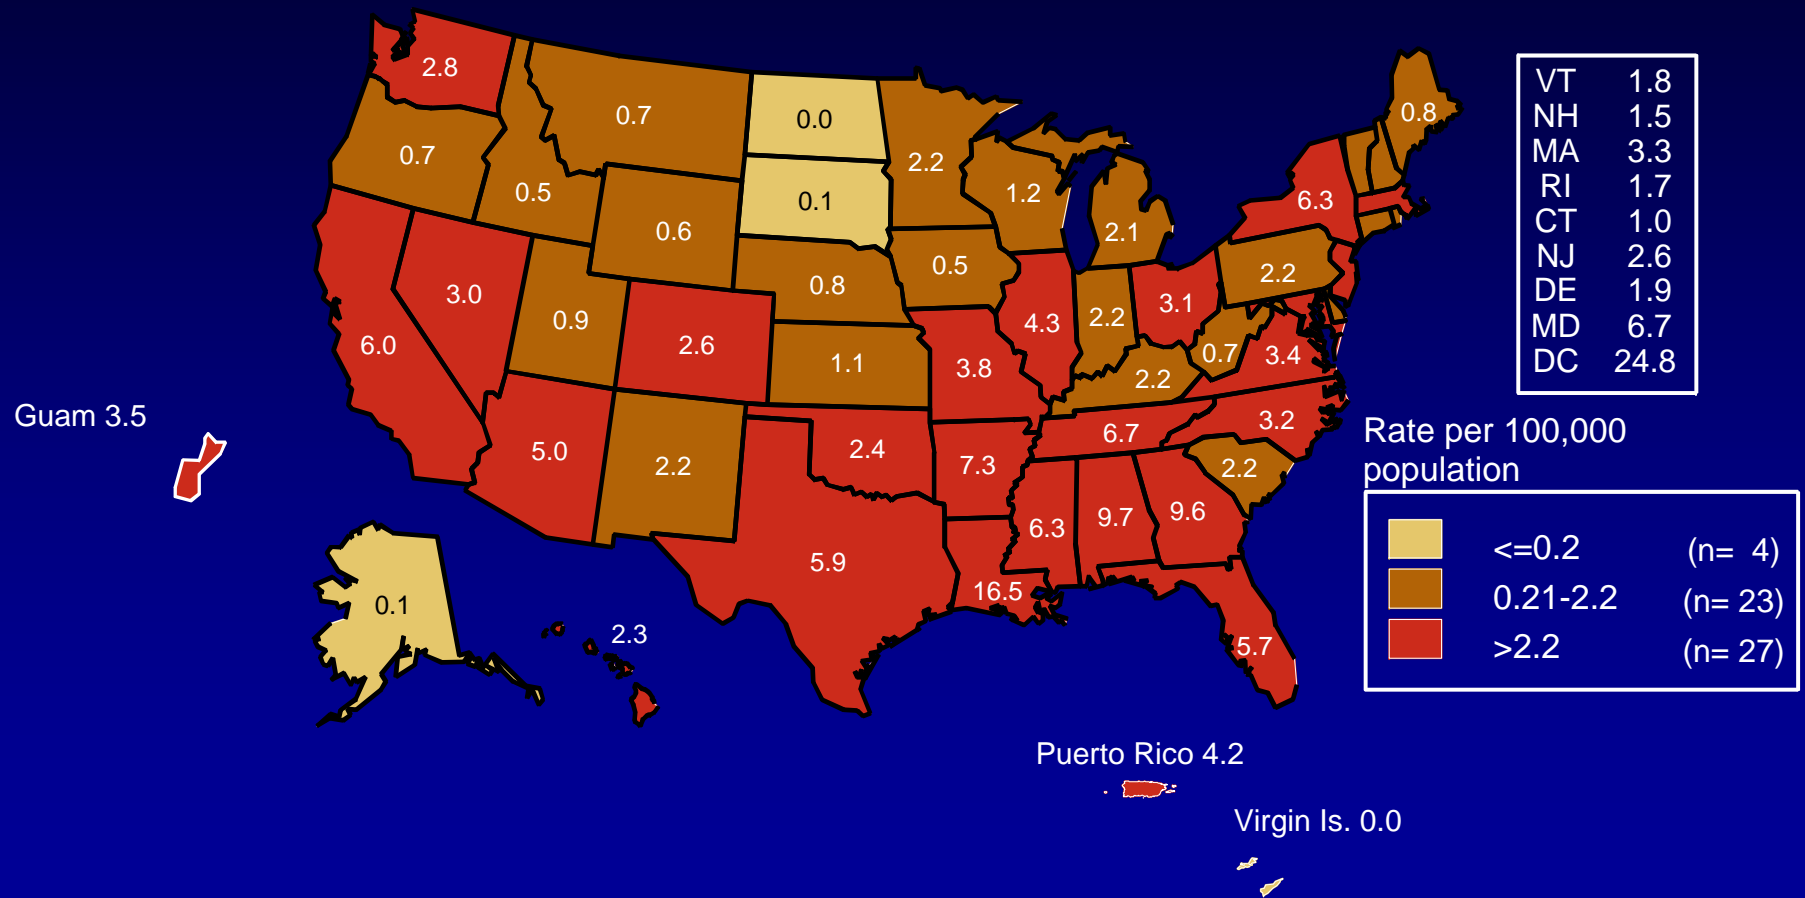 2.8
0.7
0.0
0.8
0.7
2.2
0.5
0.1
1.2
6.3
0.6
2.1
0.5
3.0
0.8
2.2
0.9
4.3
2.2
3.1
6.0
2.6
1.1
3.8
0.7
3.4
2.2
5.0
2.2
2.4
7.3
6.7
3.2
2.2
5.9
6.3
9.7
9.6
16.5
5.7
0.1
2.3
Guam 3.5
Puerto Rico 4.2
Virgin Is. 0.0
VT 1.8
NH 1.5
MA 3.3
RI 1.7
CT 1.0
NJ 2.6
DE 1.9
MD 6.7
DC 24.8
Rate per 100,000
population
<=0.2 (n= 4)
0.21-2.2 (n= 23)
>2.2 (n= 27)